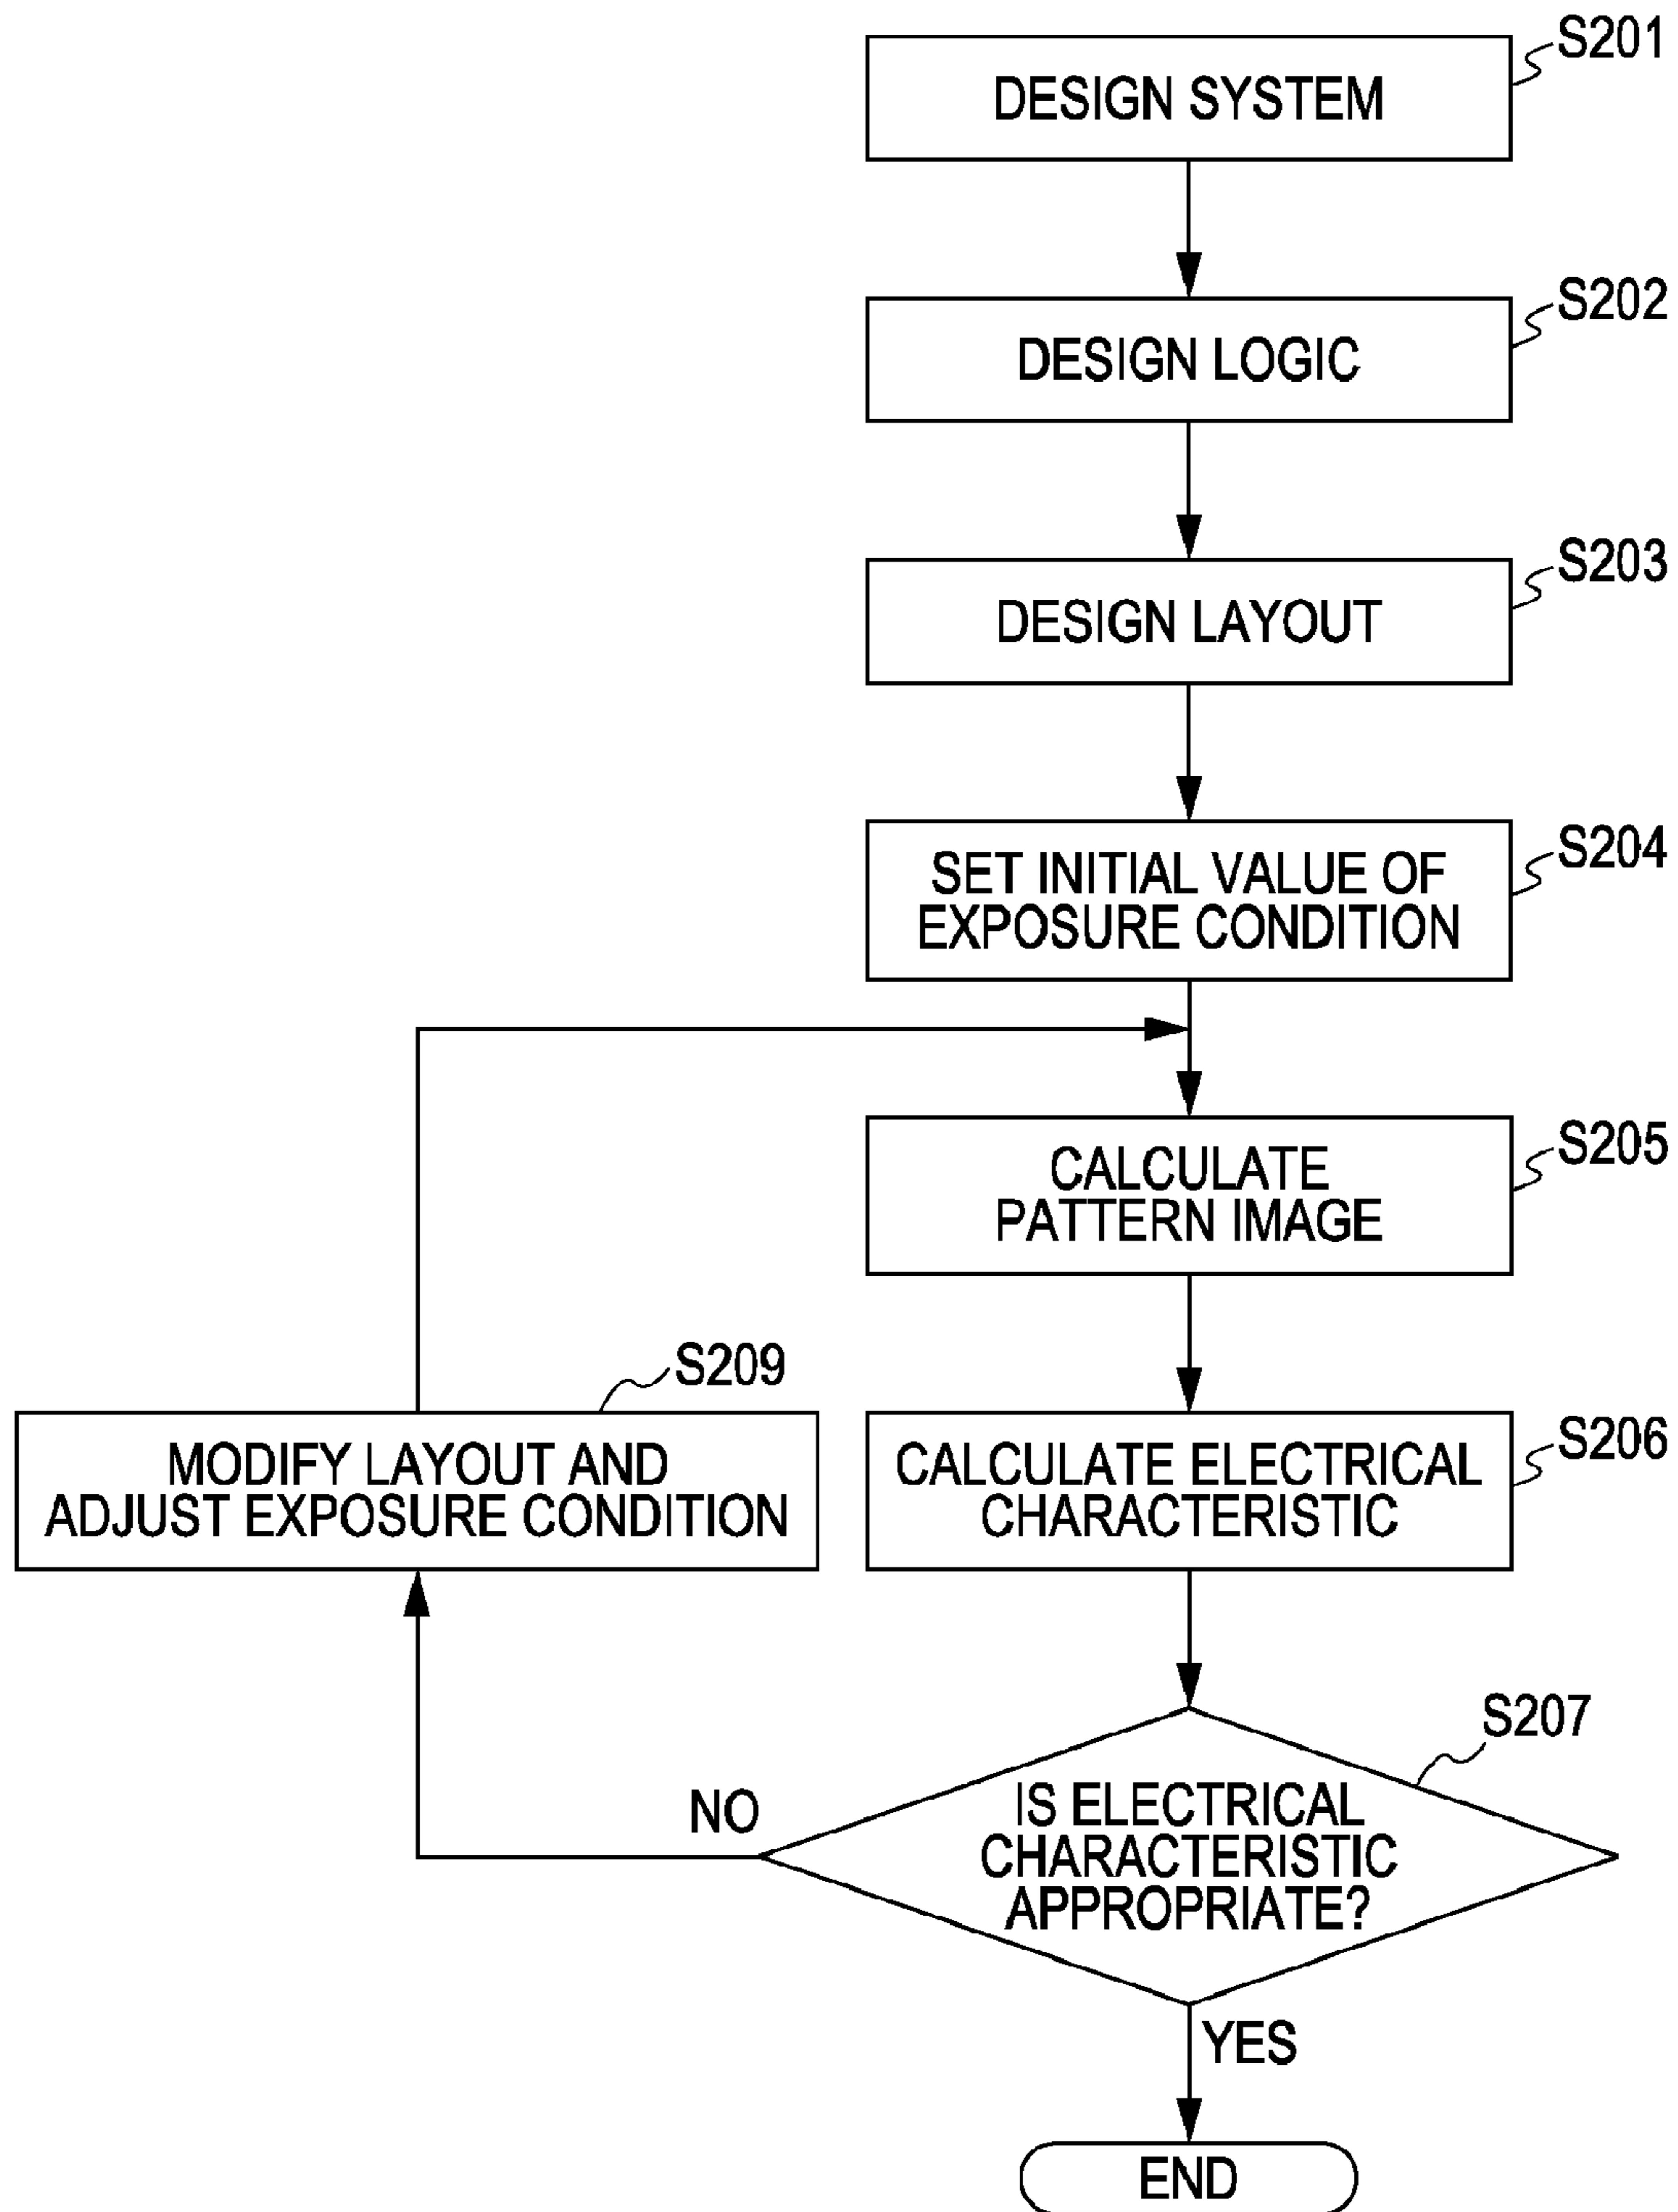 S201
DESIGN SYSTEM
S202
DESIGN LOGIC
S203
DESIGN LAYOUT
S204
SET INITIAL VALUE OF
EXPOSURE CONDITION
S205
CALCULATE
PATTERN IMAGE
S209
MODIFY LAYOUT AND
ADJUST EXPOSURE CONDITION
S206
CALCULATE ELECTRICAL
CHARACTERISTIC
S207
IS ELECTRICAL
CHARACTERISTIC
APPROPRIATE?
NO
YES
END